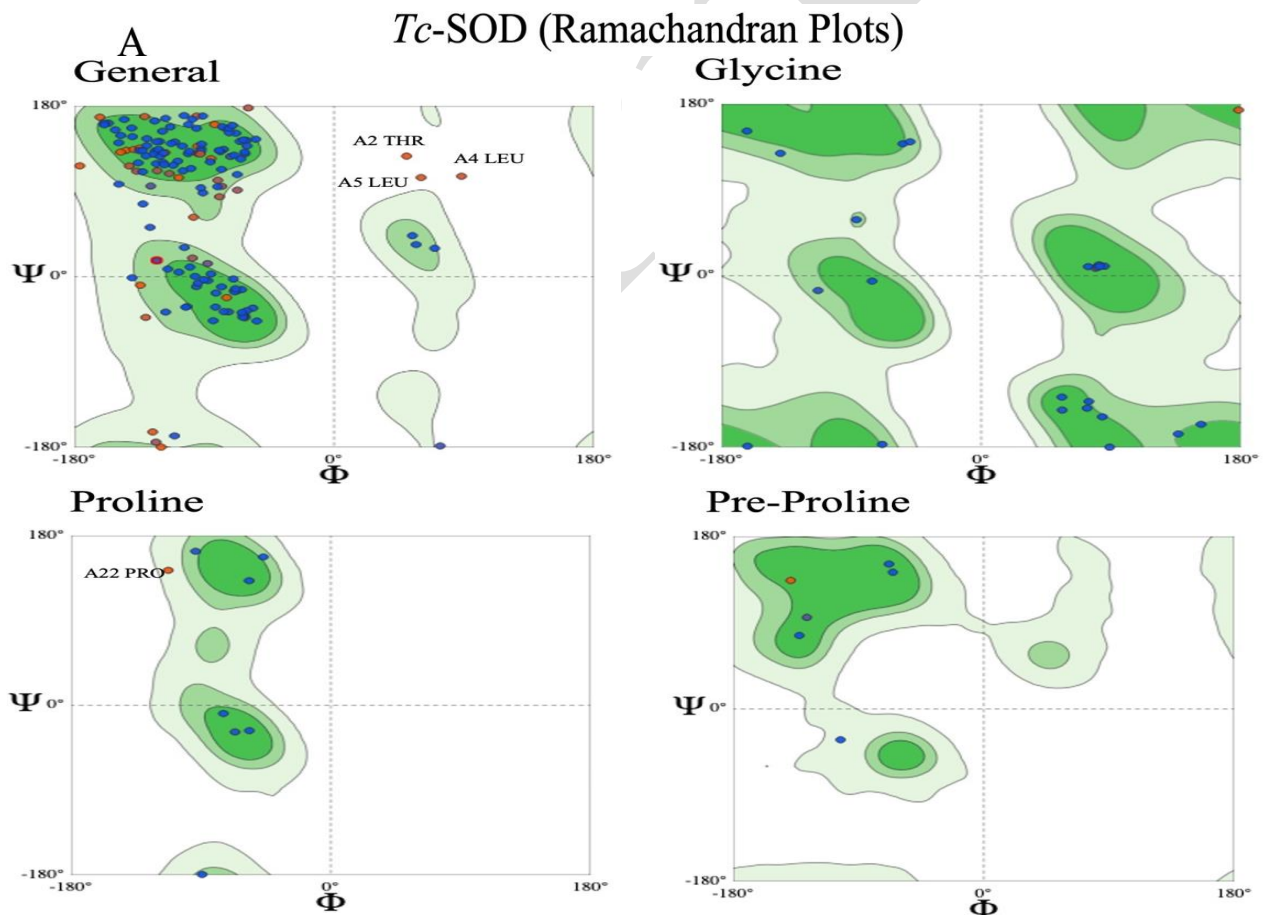 Tc-SOD (Ramachandran Plots)
A
General
Glycine
180°
A2 THR
A4 LEU
A5 LEU
Ψ 0°
-180°
-180°
0°
180°
Φ
180°
Ψ 0°
-180°
-180°
0°
180°
Φ
Proline
Pre-Proline
180°
A22 PRO
Ψ 0°
-180°
-180°
0°
180°
Φ
180°
Ψ 0°
-180°
-180°
0°
180°
Φ